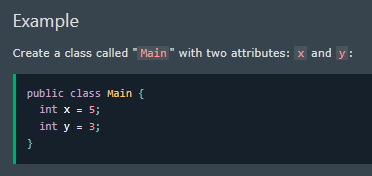 Example
Create a class called "Main" with two attributes: x and y:
public class Main {
  int x = 5;
  int y = 3;
}